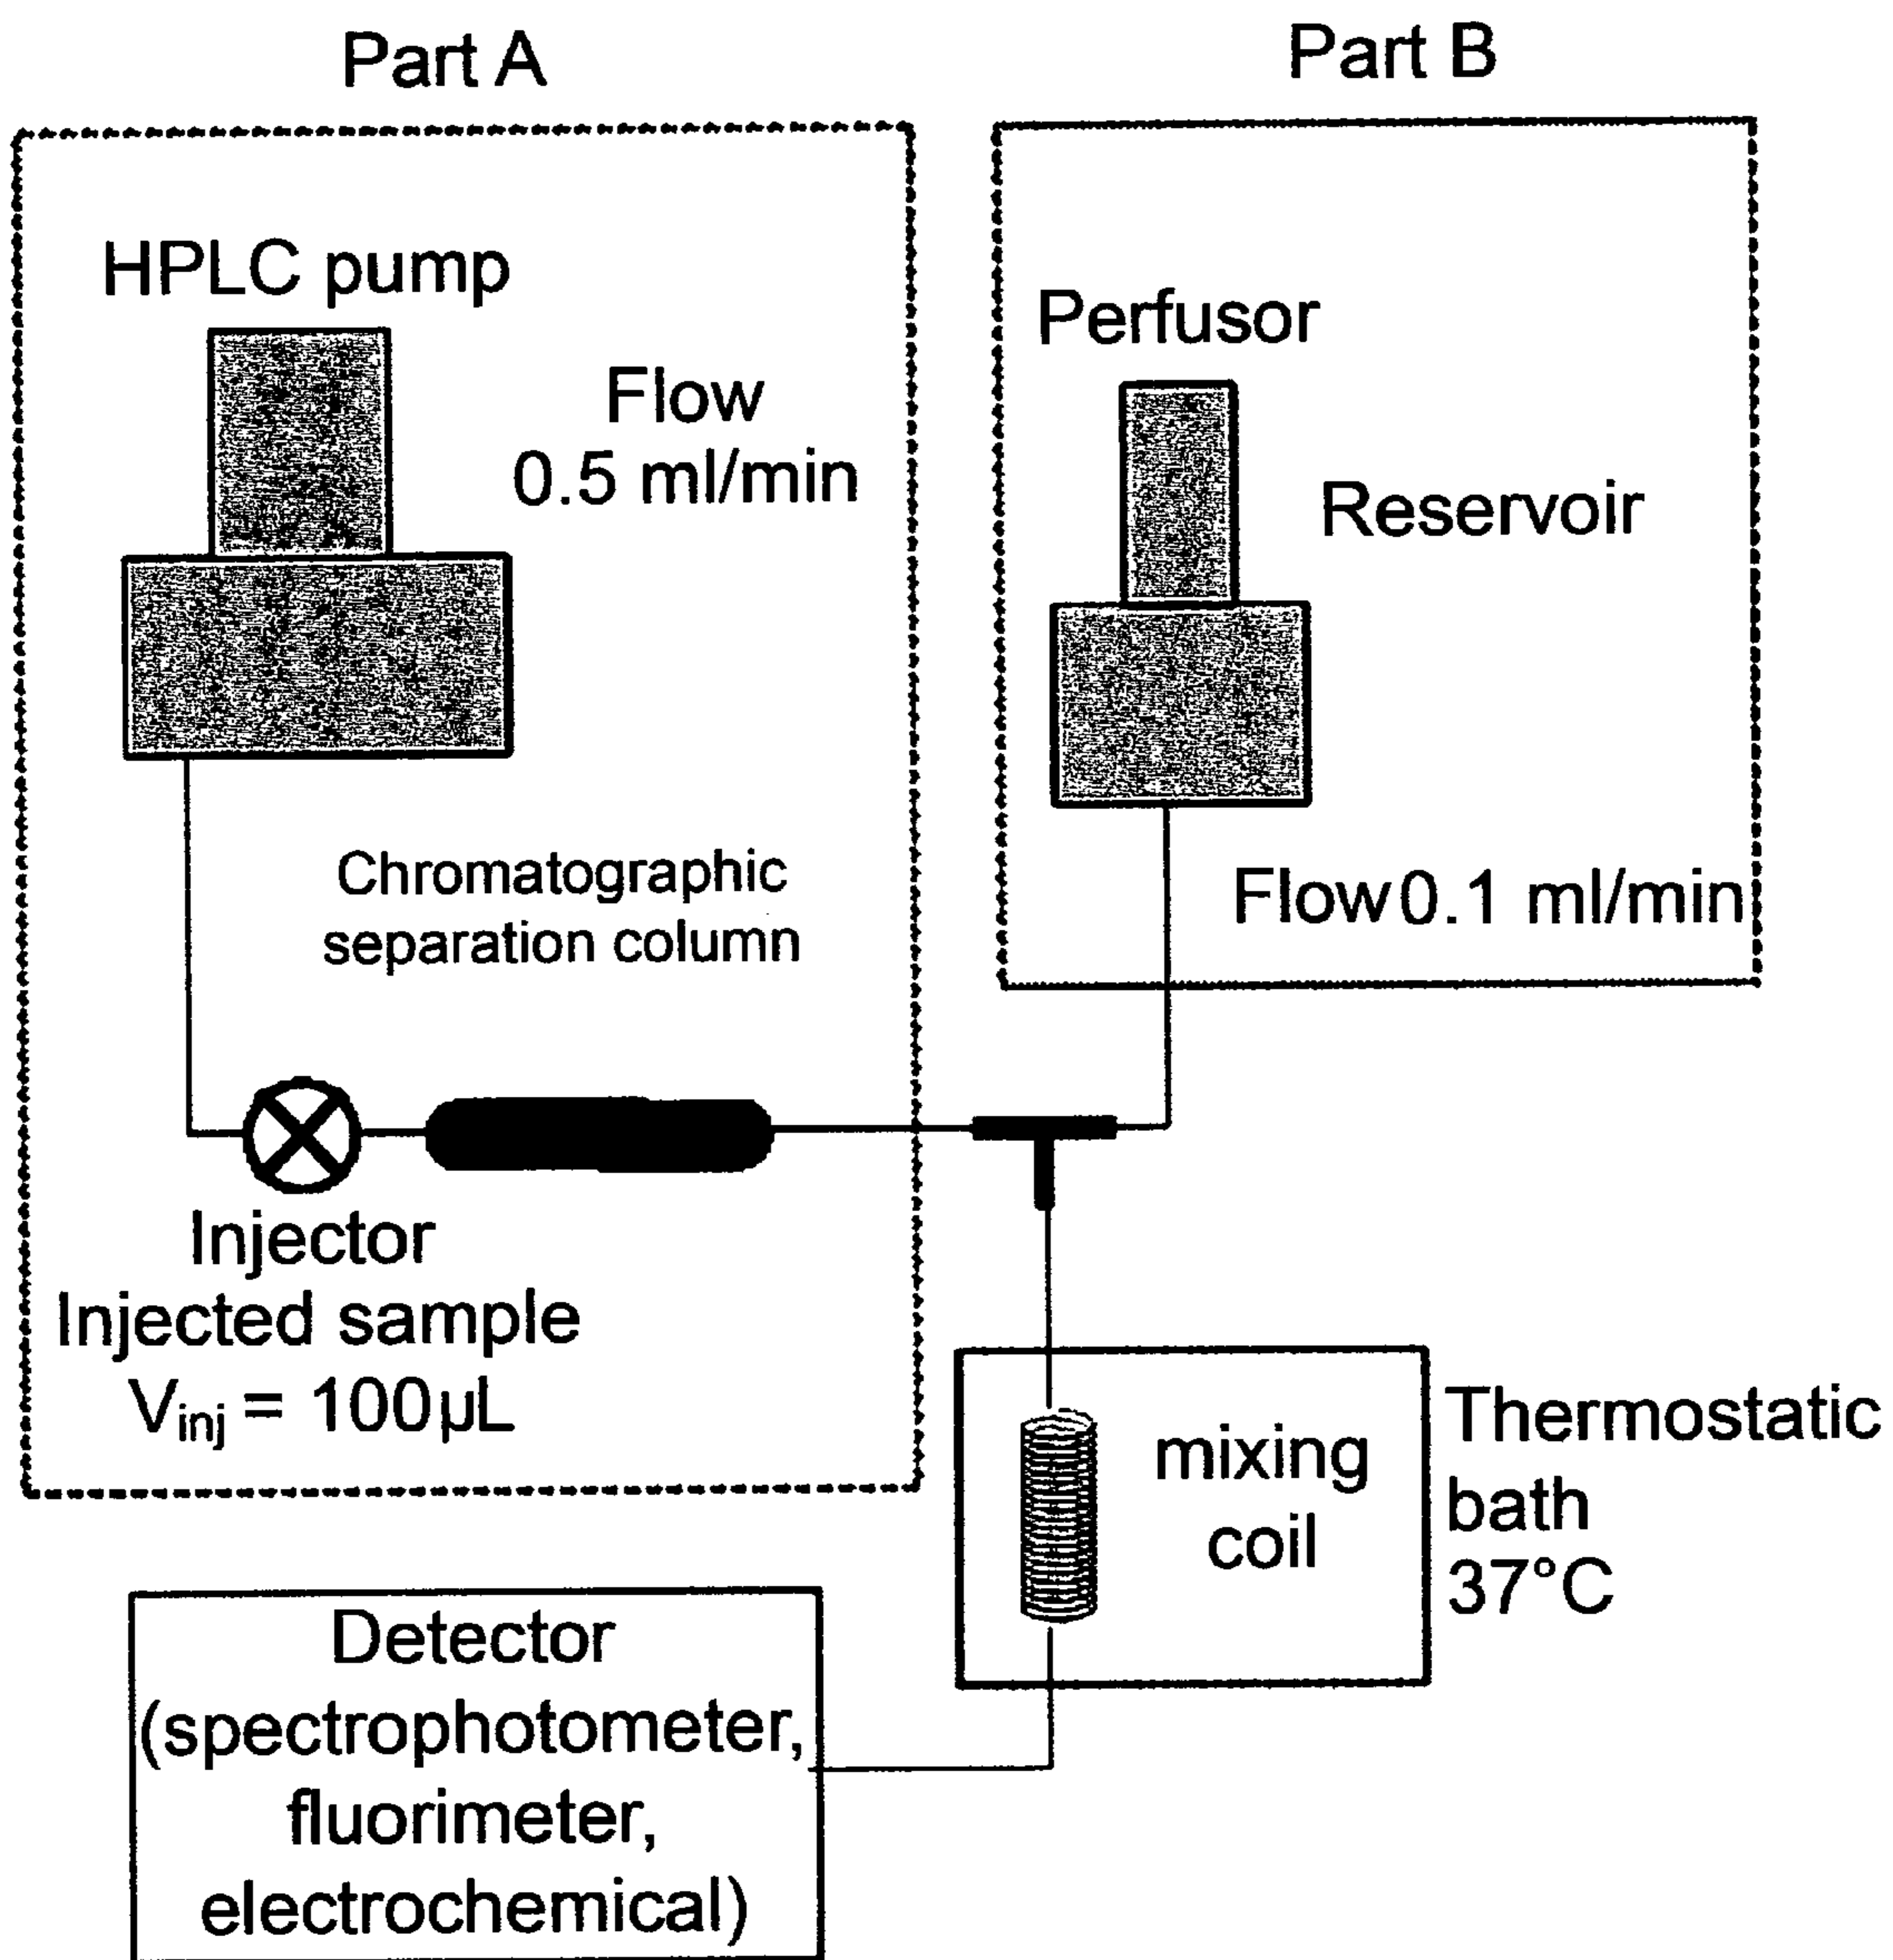 Part A
Part B
HPLC pump
Flow
0.5 ml/min
Perfusor
Reservoir
Flow 0.1 ml/min
Chromatographic
separation column
Injector
Injected sample
Vinj = 100µL
mixing
coil
Thermostatic
bath
37°C
Detector
(spectrophotometer,
fluorimeter,
electrochemical)